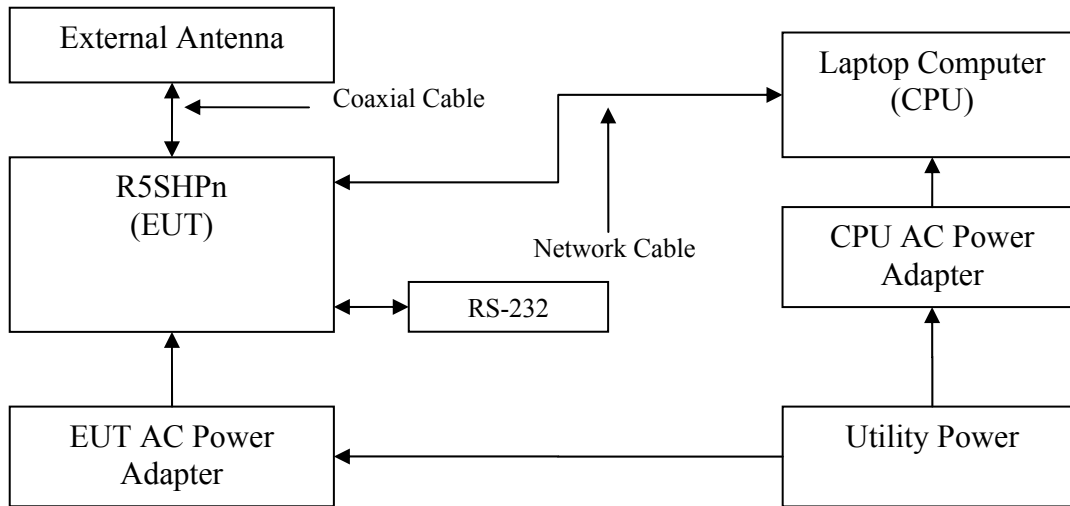 External Antenna
Coaxial Cable
Laptop Computer
(CPU)
R5SHPn
(EUT)
Network Cable
CPU AC Power
Adapter
RS-232
EUT AC Power
Adapter
Utility Power